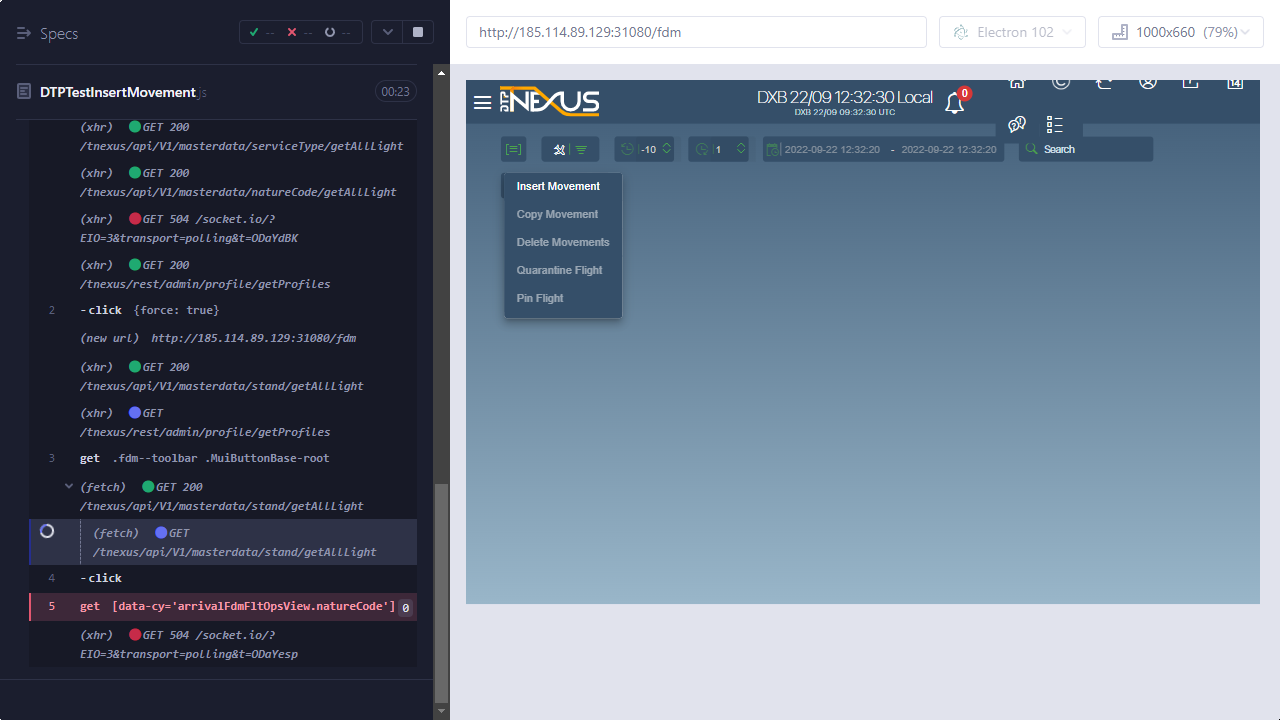 Specs
-- -- --
DTPTestInsertMovement.js
00:23
(xhr) GET 200
/tnexus/api/V1/masterdata/serviceType/getAllLight
(xhr) GET 200
/tnexus/api/V1/masterdata/natureCode/getAllLight
(xhr) GET 504 /socket.io/?
EIO=3&transport=polling&t=ODaYdBK
(xhr) GET 200
/tnexus/rest/admin/profile/getProfiles
2 -click {force: true}
(new url) http://185.114.89.129:31080/fdm
(xhr) GET 200
/tnexus/api/V1/masterdata/stand/getAllLight
(xhr) GET
/tnexus/rest/admin/profile/getProfiles
3 get .fdm--toolbar .MuiButtonBase-root
(fetch) GET 200
/tnexus/api/V1/masterdata/stand/getAllLight
(fetch) GET
/tnexus/api/V1/masterdata/stand/getAllLight
4 -click
5 get [data-cy='arrivalFdmFltOpsView.natureCode'] 0
(xhr) GET 504 /socket.io/?
EIO=3&transport=polling&t=ODaYesp
http://185.114.89.129:31080/fdm
Electron 102
1000x660 (79%)
DTP NEXUS
DXB 22/09 12:32:30 Local
DXB 22/09 09:32:30 UTC
0
14
-10
1
2022-09-22 12:32:20 - 2022-09-22 12:32:20
Search
Insert Movement
Copy Movement
Delete Movements
Quarantine Flight
Pin Flight